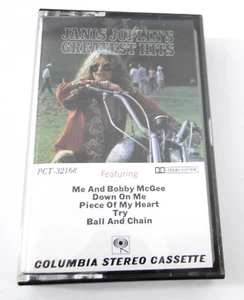 JANIS JOPLIN'S
GREATEST HITS
PCT-32168
Featuring
DOLBY SYSTEM
Me And Bobby McGee
Down On Me
Piece Of My Heart
Try
Ball And Chain
COLUMBIA STEREO CASSETTE